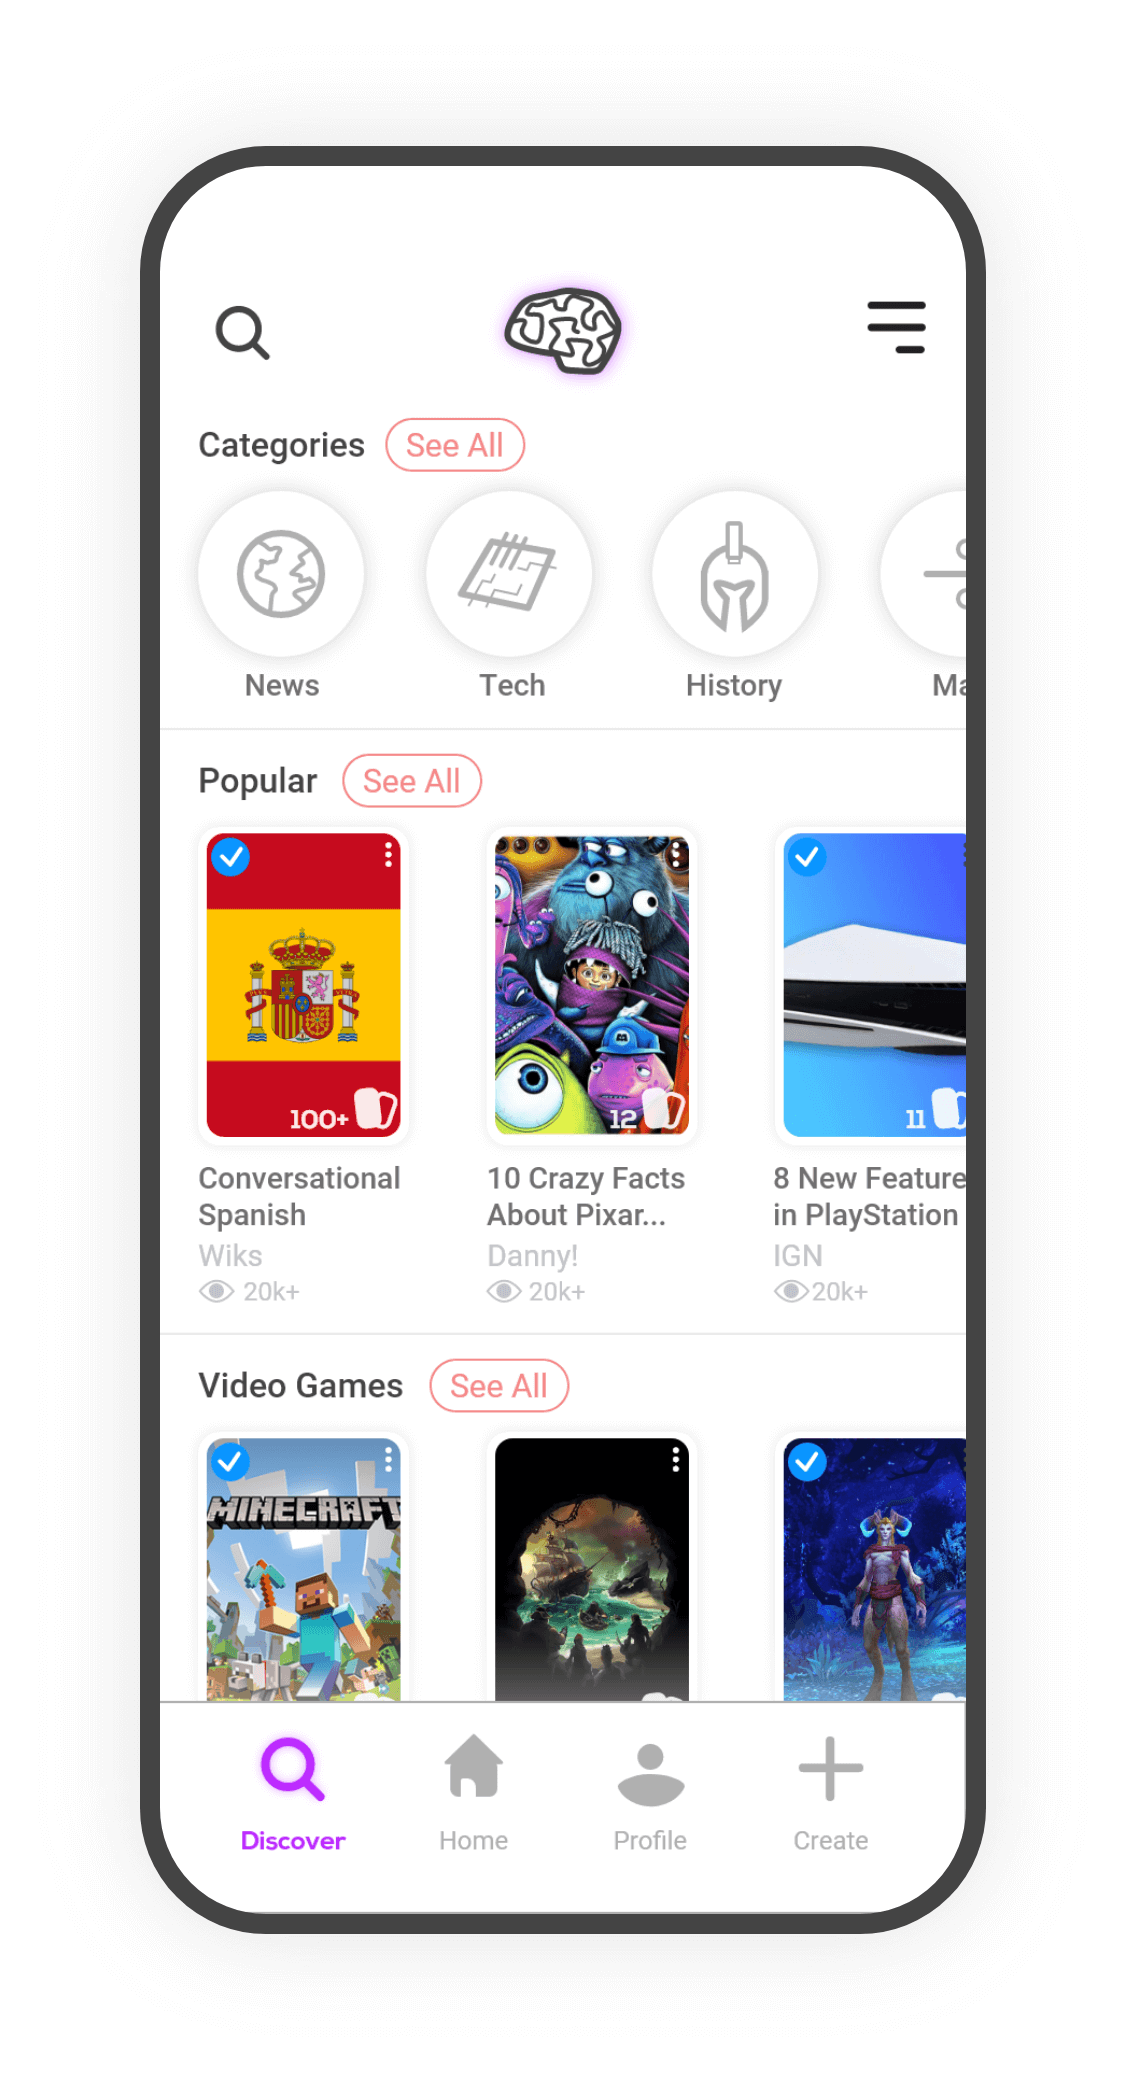 Categories See All
News Tech History Ma
Popular See All
100+ 12 11
Conversational
Spanish
Wiks
20k+
10 Crazy Facts
About Pixar...
Danny!
20k+
8 New Feature
in PlayStation
IGN
20k+
Video Games See All
MINECRAFT
Discover Home Profile Create